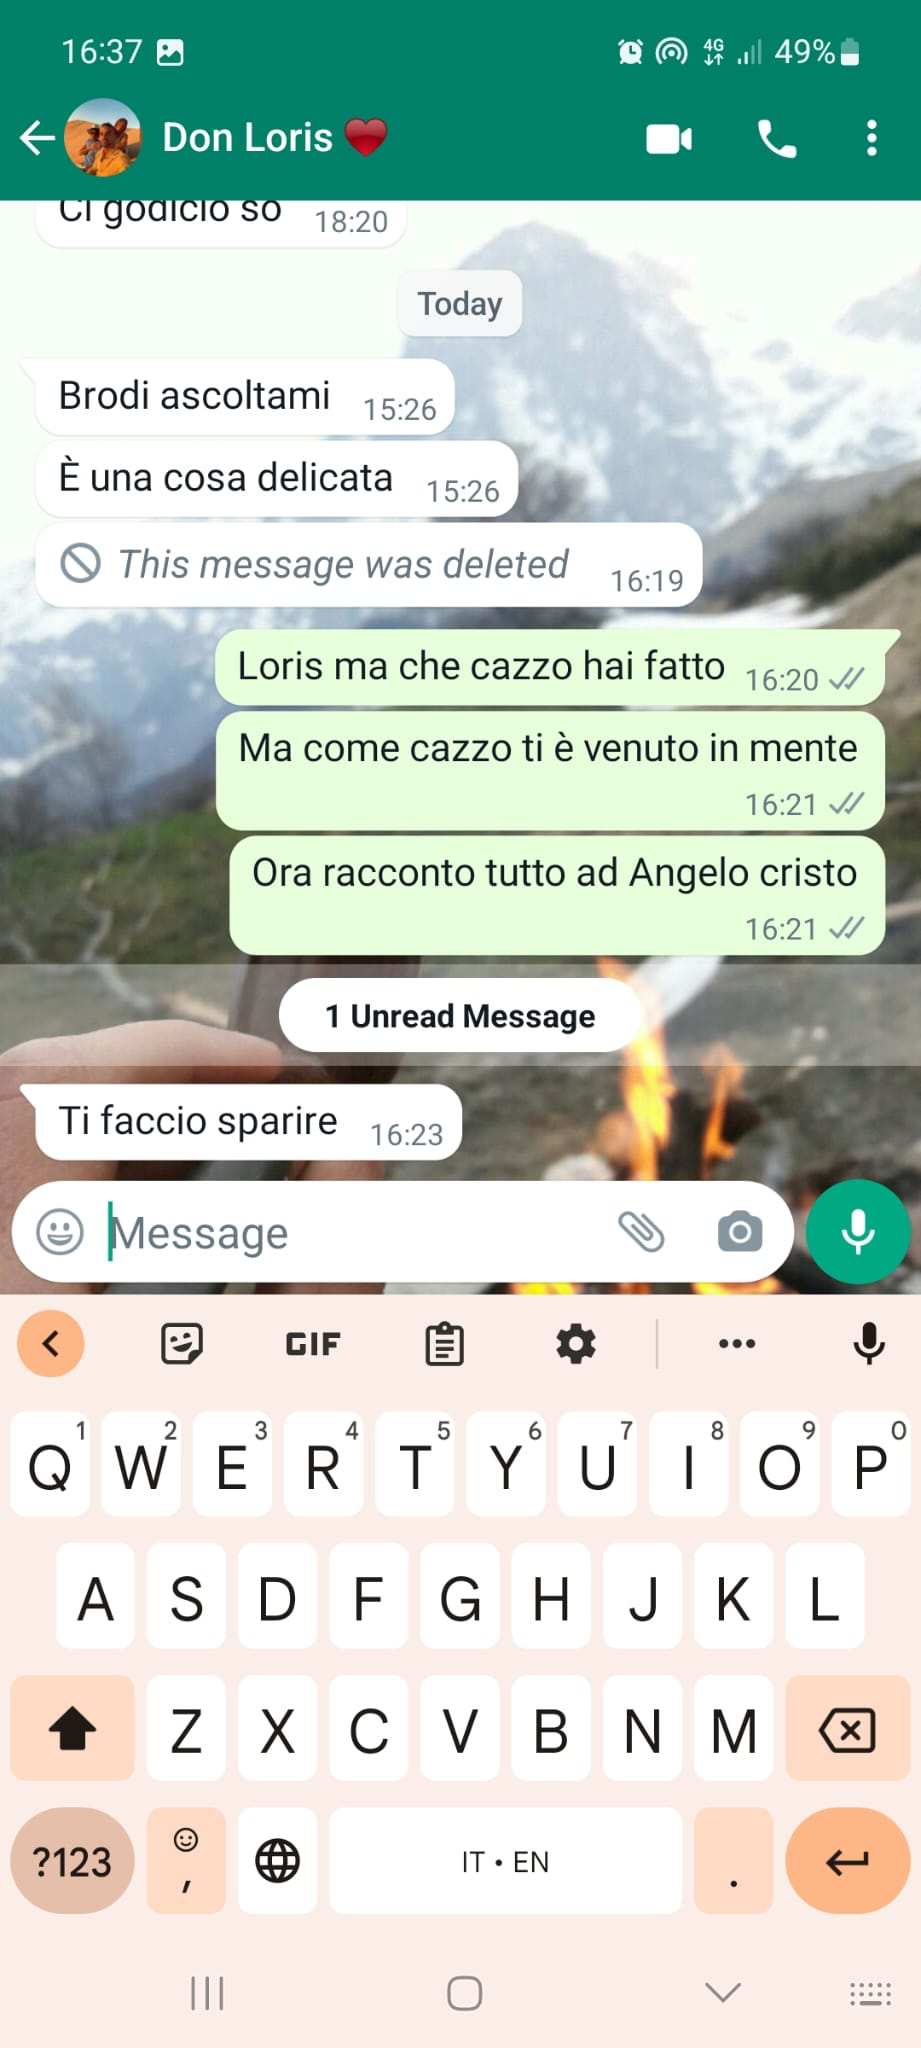 16:37
4G
49%
Don Loris
Ci godicio so 18:20
Today
Brodi ascoltami 15:26
È una cosa delicata 15:26
This message was deleted 16:19
Loris ma che cazzo hai fatto 16:20
Ma come cazzo ti è venuto in mente
16:21
Ora racconto tutto ad Angelo cristo
16:21
1 Unread Message
Ti faccio sparire 16:23
Message
GIF
1 2 3 4 5 6 7 8 9 0
Q W E R T Y U I O P
A S D F G H J K L
Z X C V B N M
?123 , IT • EN .